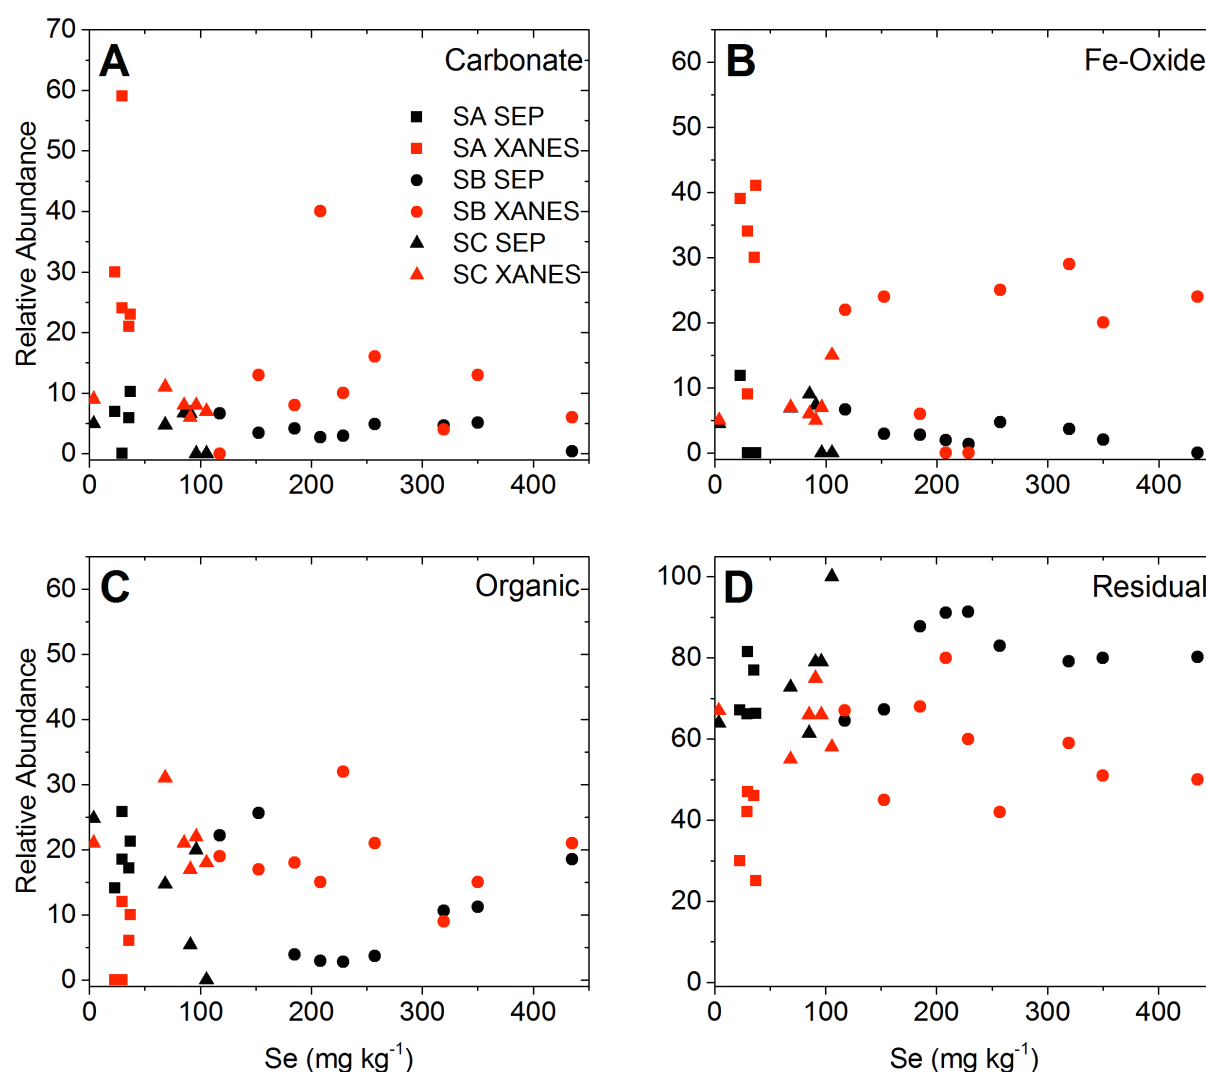 A
Carbonate
70
60
50
40
30
20
10
0
Relative Abundance
SA SEP
SA XANES
SB SEP
SB XANES
SC SEP
SC XANES
0 100 200 300 400
B
Fe-Oxide
60
50
40
30
20
10
0
0 100 200 300 400
C
Organic
60
50
40
30
20
10
0
Relative Abundance
0 100 200 300 400
Se (mg kg⁻¹)
D
Residual
100
80
60
40
20
0
0 100 200 300 400
Se (mg kg⁻¹)